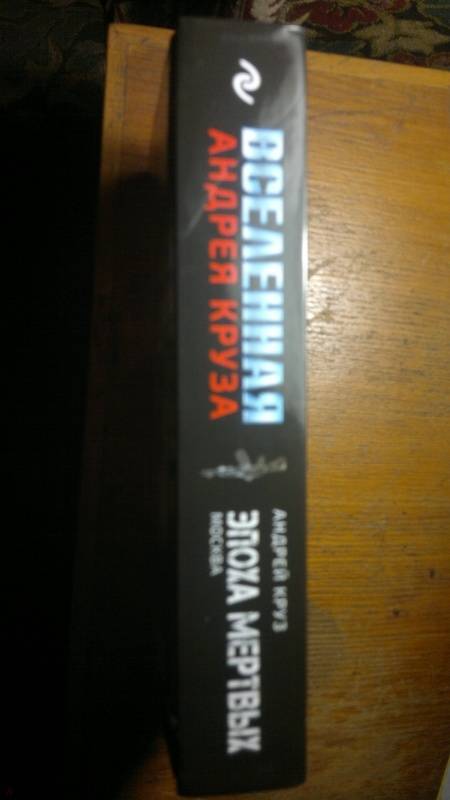 ВСЕЛЕННАЯ
АНДРЕЯ КРУЗА
АНДРЕЙ КРУЗ
ЭПОХА МЕРТВЫХ
МОСКВА